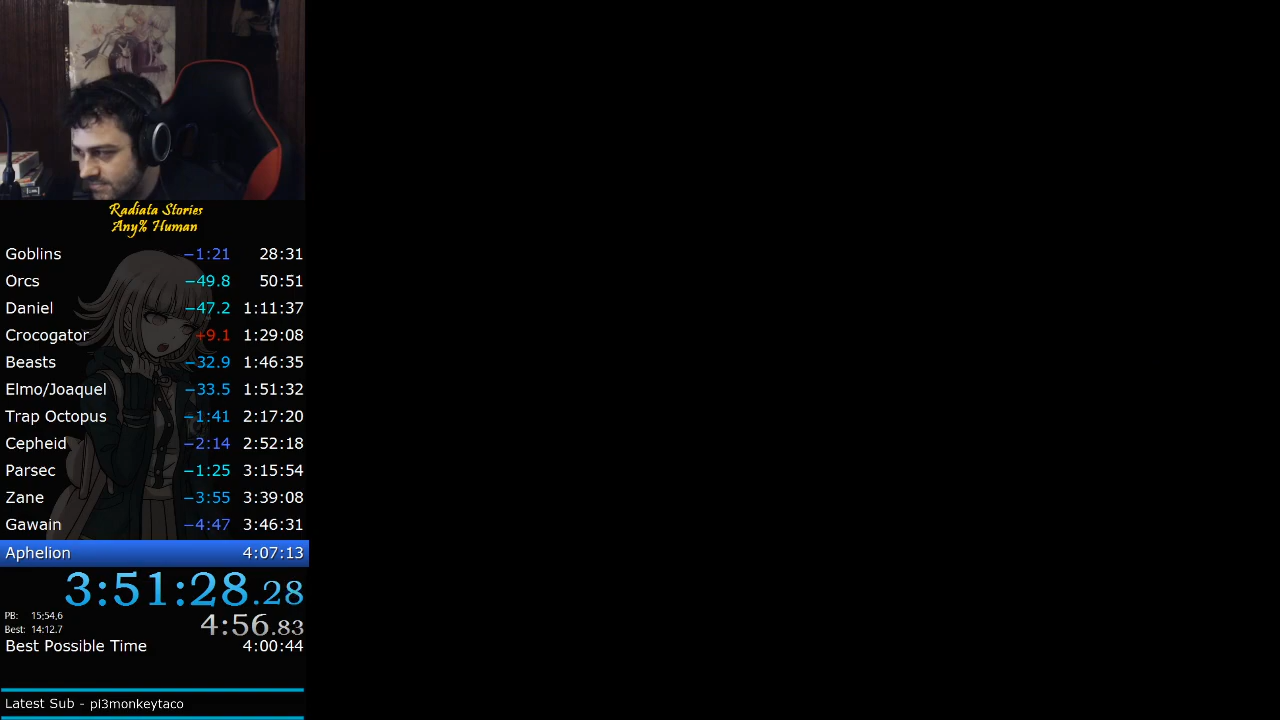 Radiata Stories
Any% Human
Goblins −1:21 28:31
Orcs −49.8 50:51
Daniel −47.2 1:11:37
Crocogator +9.1 1:29:08
Beasts −32.9 1:46:35
Elmo/Joaquel −33.5 1:51:32
Trap Octopus −1:41 2:17:20
Cepheid −2:14 2:52:18
Parsec −1:25 3:15:54
Zane −3:55 3:39:08
Gawain −4:47 3:46:31
Aphelion 4:07:13
3:51:28.28
PB: 15:54,6
Best: 14:12.7
4:56.83
Best Possible Time 4:00:44
Latest Sub - pl3monkeytaco